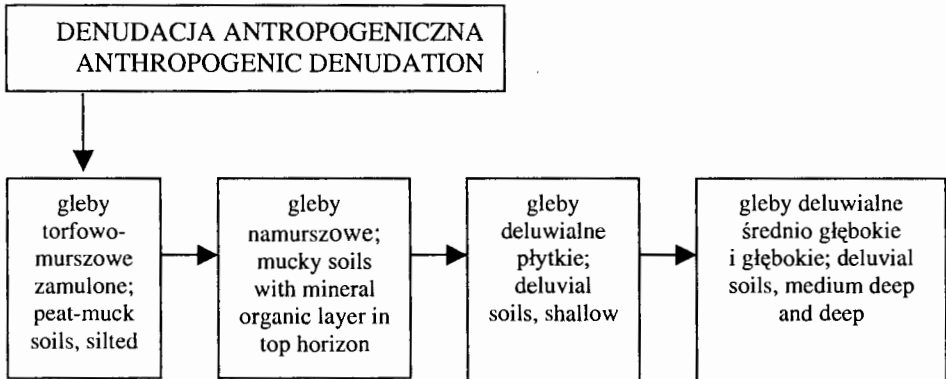 DENUDACJA ANTROPOGENICZNA
ANTHROPOGENIC DENUDATION
gleby
torfowo-
murszowe
zamulone;
peat-muck
soils, silted
gleby
namurszowe;
mucky soils
with mineral
organic layer in
top horizon
gleby
deluwialne
płytkie;
deluvial
soils, shallow
gleby deluwialne
średnio głębokie
i głębokie; deluvial
soils, medium deep
and deep